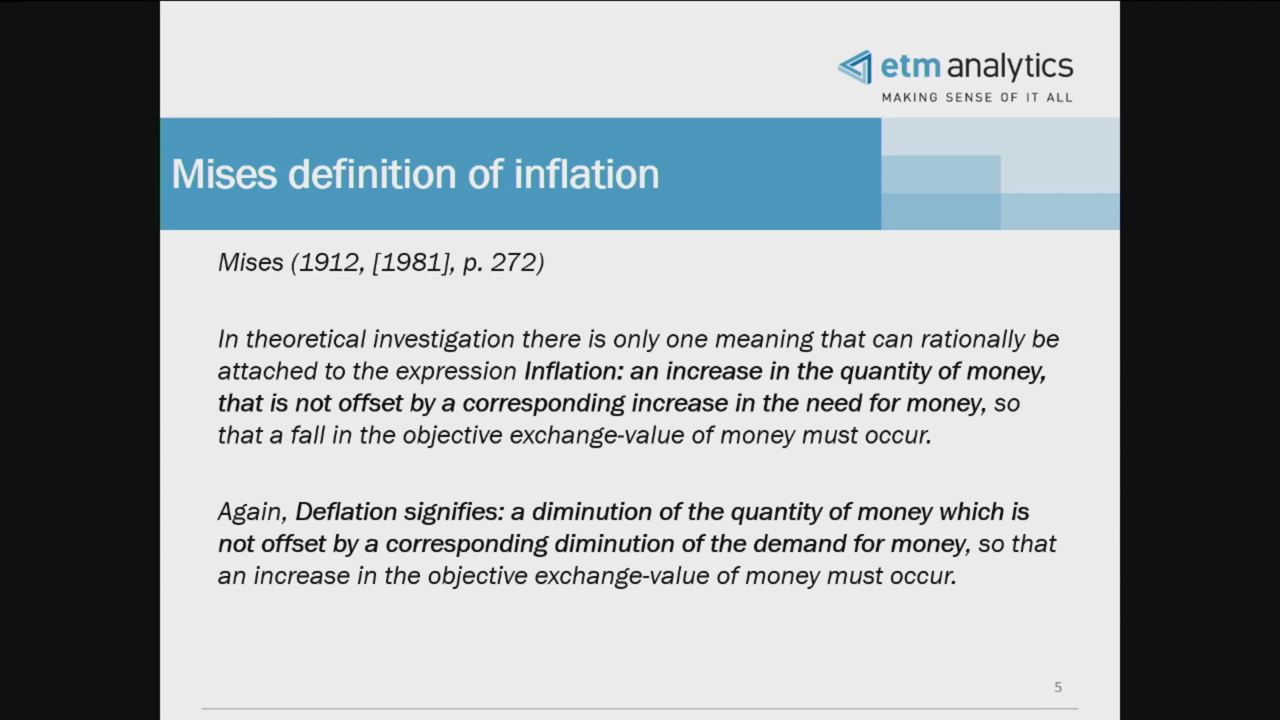 etm analytics
MAKING SENSE OF IT ALL
Mises definition of inflation
Mises (1912, [1981], p. 272)
In theoretical investigation there is only one meaning that can rationally be
attached to the expression Inflation: an increase in the quantity of money,
that is not offset by a corresponding increase in the need for money, so
that a fall in the objective exchange-value of money must occur.
Again, Deflation signifies: a diminution of the quantity of money which is
not offset by a corresponding diminution of the demand for money, so that
an increase in the objective exchange-value of money must occur.
5